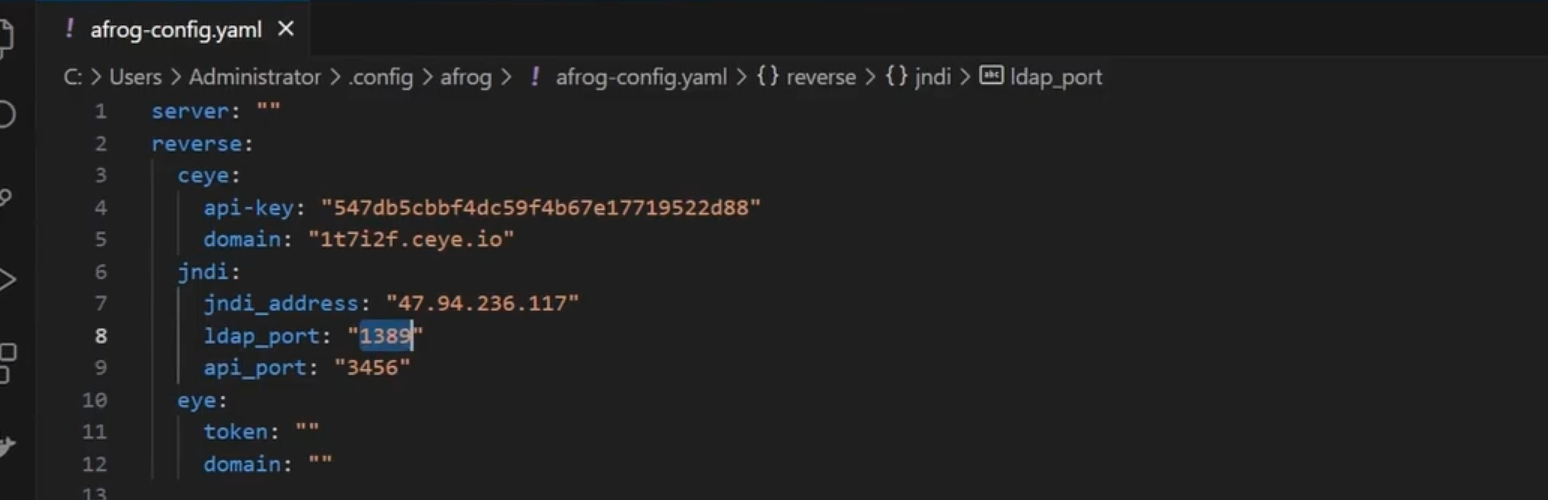 ! afrog-config.yaml ×
C: > Users > Administrator > .config > afrog > ! afrog-config.yaml > {} reverse > {} jndi > abc ldap_port
1 server: ""
2 reverse:
3 ceye:
4 api-key: "547db5cbbf4dc59f4b67e17719522d88"
5 domain: "1t7i2f.ceye.io"
6 jndi:
7 jndi_address: "47.94.236.117"
8 ldap_port: "1389"
9 api_port: "3456"
10 eye:
11 token: ""
12 domain: ""
13